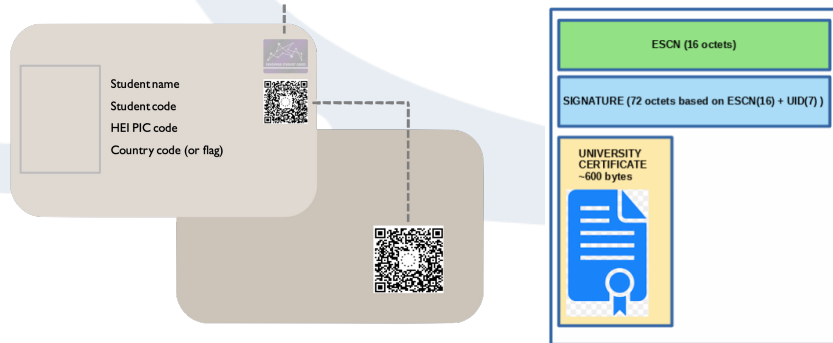 Student name
Student code
HEI PIC code
Country code (or flag)
ESCN (16 octets)
SIGNATURE (72 octets based on ESCN(16) + UID(7) )
UNIVERSITY
CERTIFICATE
~600 bytes